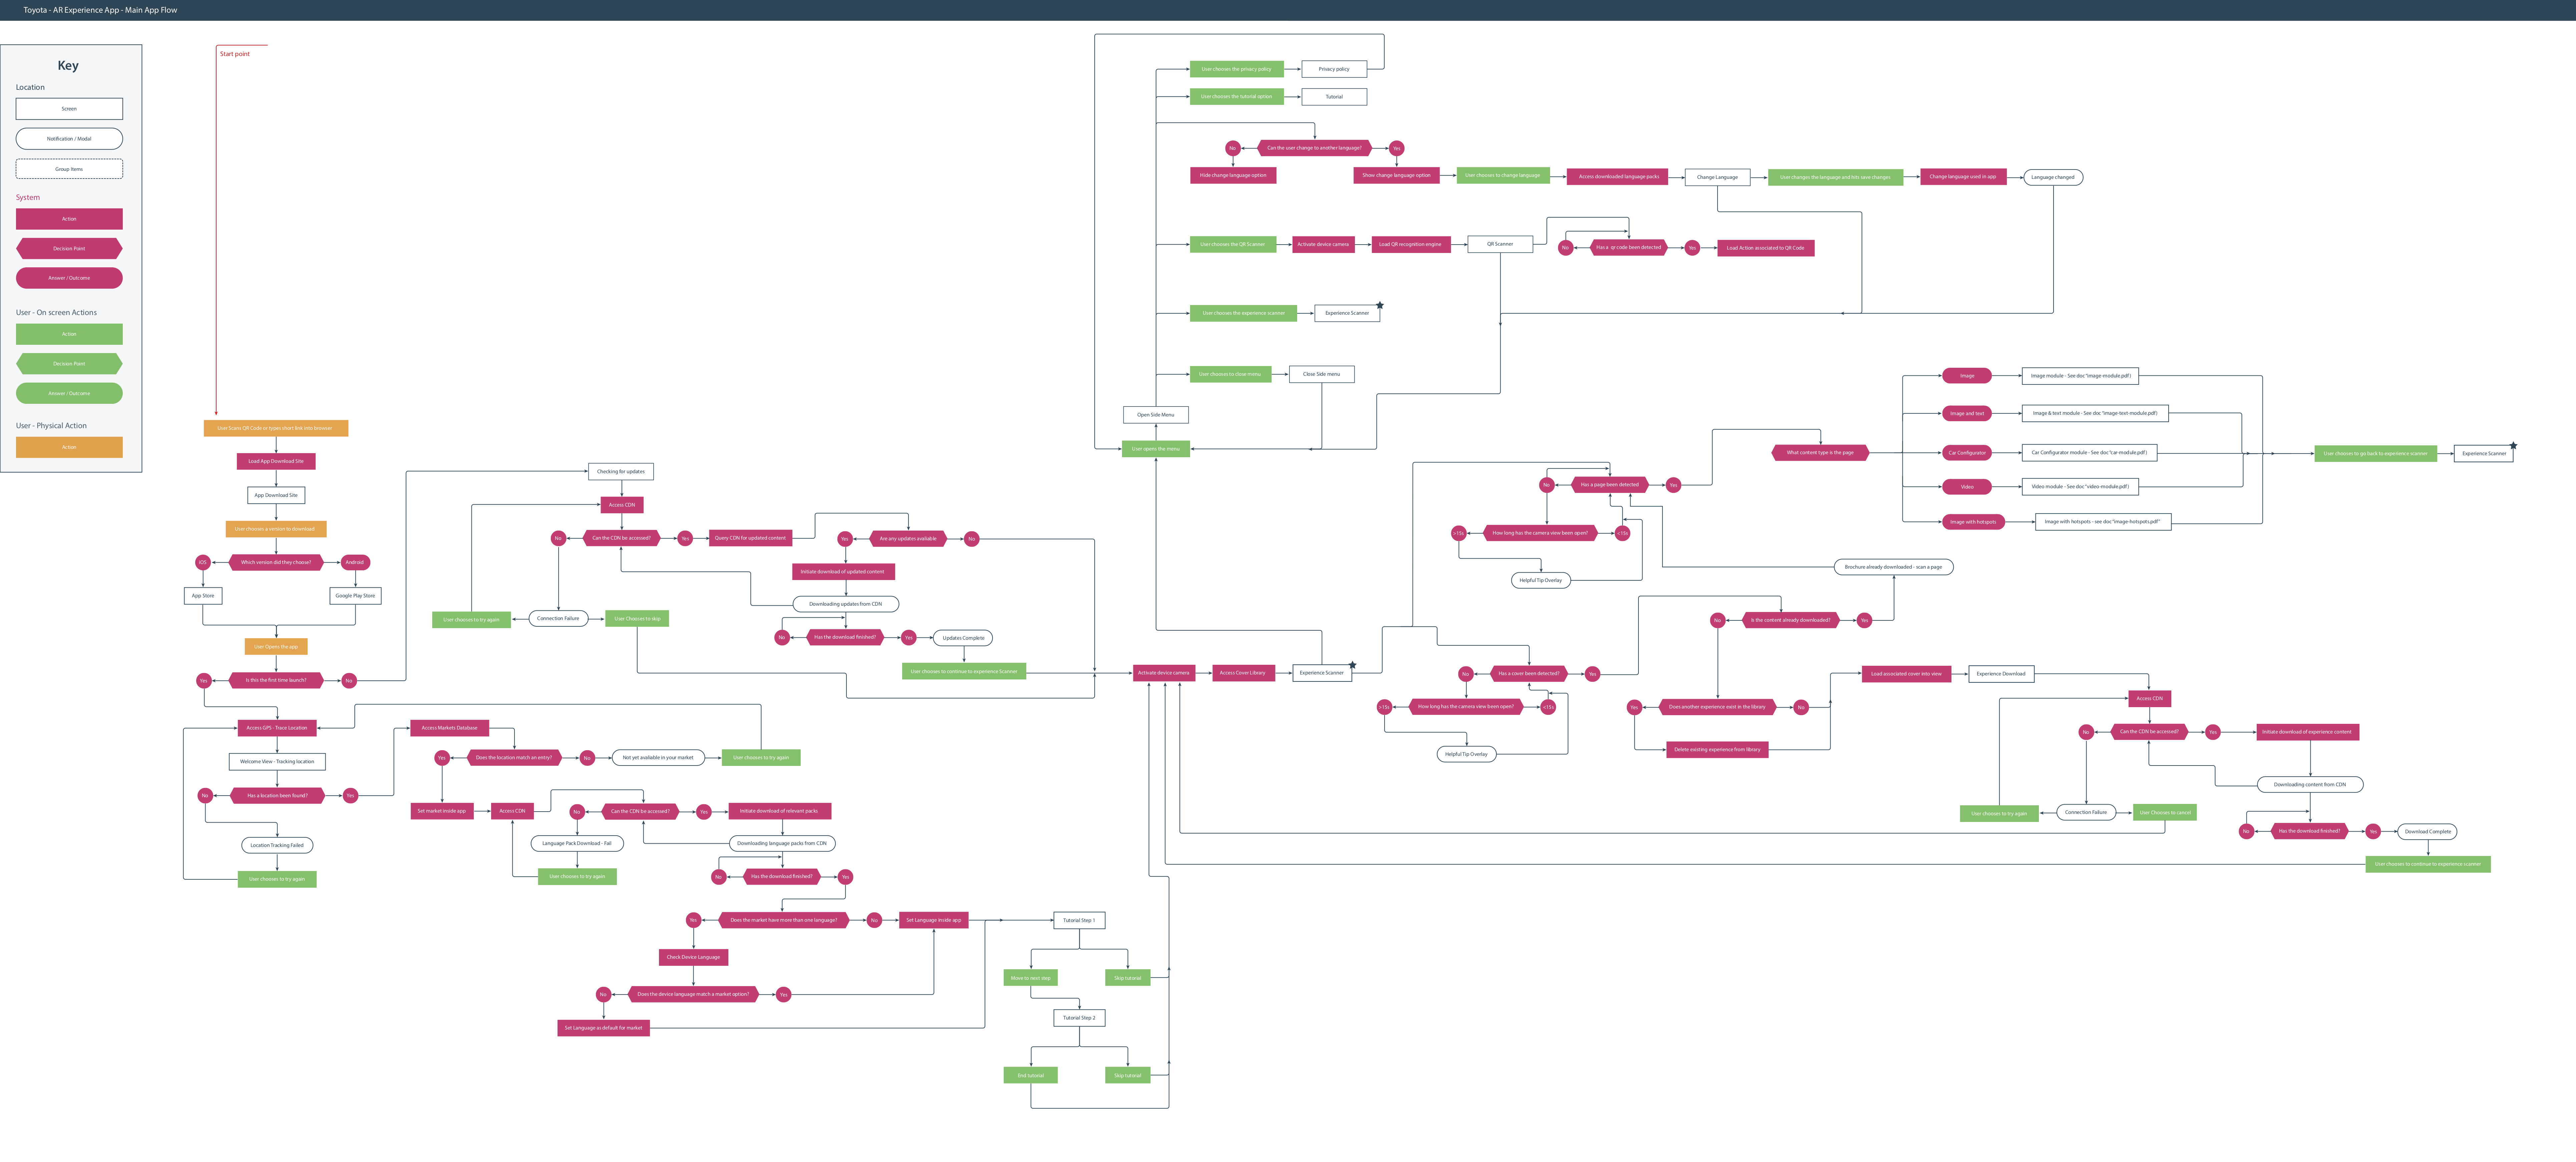 Toyota - AR Experience App - Main App Flow
Key
Location
Screen
Notification / Modal
Group Items
System
Action
Decision Point
Answer / Outcome
User - On screen Actions
Action
Decision Point
Answer / Outcome
User - Physical Action
Action
Start point
User Scans QR Code or types short link into browser
Load App Download Site
App Download Site
User chooses a version to download
iOS
Which version did they choose?
Android
App Store
Google Play Store
User Opens the app
Yes
Is this the first time launch?
No
Access GPS - Trace Location
Welcome View - Tracking location
No
Has a location been found?
Yes
Location Tracking Failed
User chooses to try again
Access Markets Database
Yes
Does the location match an entry?
No
Not yet available in your market
User chooses to try again
Set market inside app
Access CDN
No
Can the CDN be accessed?
Yes
Initiate download of relevant packs
Language Pack Download - Fail
User chooses to try again
Downloading language packs from CDN
No
Has the download finished?
Yes
Yes
Does the market have more than one language?
No
Set Language inside app
Check Device Language
No
Does the device language match a market option?
Yes
Set Language as default for market
Tutorial Step 1
Move to next step
Skip tutorial
Tutorial Step 2
End tutorial
Skip tutorial
Checking for updates
Access CDN
No
Can the CDN be accessed?
Yes
Query CDN for updated content
Yes
Are any updates available
No
User chooses to try again
Connection Failure
User Chooses to skip
Initiate download of updated content
Downloading updates from CDN
No
Has the download finished?
Yes
Updates Complete
User chooses to continue to experience Scanner
Activate device camera
Access Cover Library
Experience Scanner
User opens the menu
Open Side Menu
User chooses the privacy policy
Privacy policy
User chooses the tutorial option
Tutorial
No
Can the user change to another language?
Yes
Hide change language option
Show change language option
User chooses to change language
Access downloaded language packs
Change Language
User changes the language and hits save changes
Change language used in app
Language changed
User chooses the QR Scanner
Activate device camera
Load QR recognition engine
QR Scanner
No
Has a qr code been detected
Yes
Load Action associated to QR Code
User chooses the experience scanner
Experience Scanner
User chooses to close menu
Close Side menu
No
Has a page been detected
Yes
>15s
How long has the camera view been open?
<15s
Helpful Tip Overlay
What content type is the page
Image
Image module - See doc "image-module.pdf)
Image and text
Image & text module - See doc "image-text-module.pdf)
Car Configurator
Car Configurator module - See doc "car-module.pdf)
Video
Video module - See doc "video-module.pdf)
Image with hotspots
Image with hotspots - see doc "image-hotspots.pdf"
User chooses to go back to experience scanner
Experience Scanner
No
Has a cover been detected?
Yes
>15s
How long has the camera view been open?
<15s
Helpful Tip Overlay
Brochure already downloaded - scan a page
No
Is the content already downloaded?
Yes
Yes
Does another experience exist in the library
No
Delete existing experience from library
Load associated cover into view
Experience Download
Access CDN
No
Can the CDN be accessed?
Yes
Initiate download of experience content
User chooses to try again
Connection Failure
User Chooses to cancel
Downloading content from CDN
No
Has the download finished?
Yes
Download Complete
User chooses to continue to experience scanner